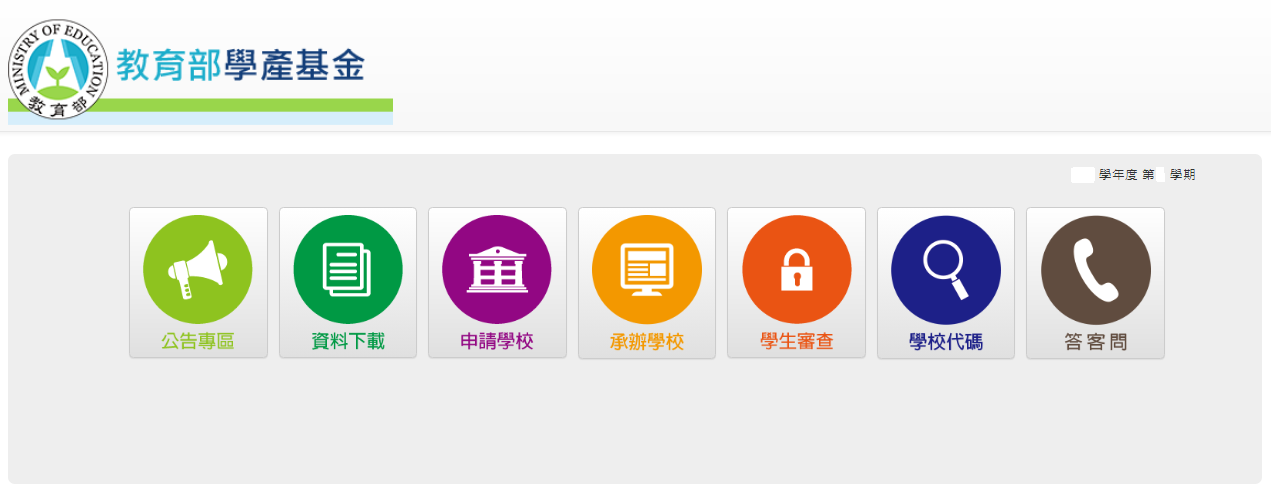 MINISTRY OF EDUCATION
教育部
教育部學產基金
學年度 第 學期
公告專區
資料下載
申請學校
承辦學校
學生審查
學校代碼
答客問